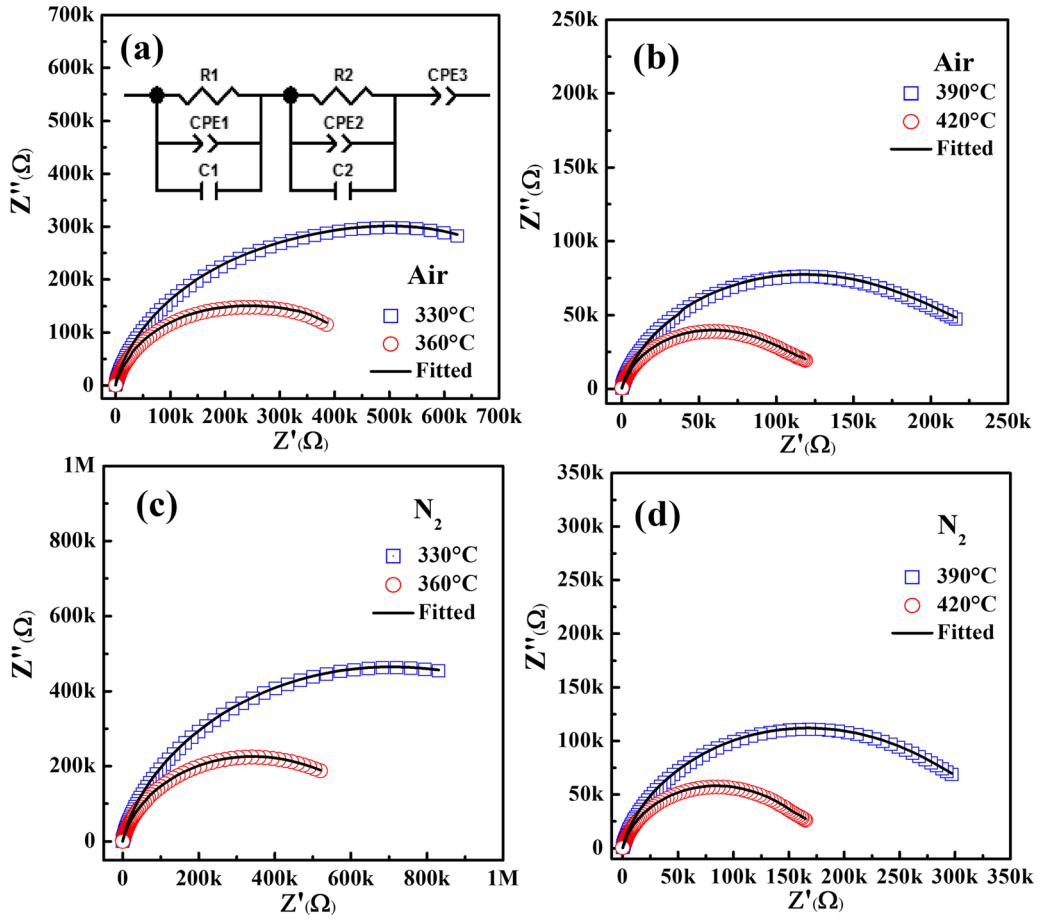 (a)
700k
600k
500k
400k
300k
200k
100k
0
Z''(Ω)
R1
CPE1
C1
R2
CPE2
C2
CPE3
Air
330°C
360°C
Fitted
0 100k 200k 300k 400k 500k 600k 700k
Z'(Ω)
(b)
250k
200k
150k
100k
50k
0
Z''(Ω)
Air
390°C
420°C
Fitted
0 50k 100k 150k 200k 250k
Z'(Ω)
(c)
1M
800k
600k
400k
200k
0
Z''(Ω)
N₂
330°C
360°C
Fitted
0 200k 400k 600k 800k 1M
Z'(Ω)
(d)
350k
300k
250k
200k
150k
100k
50k
0
Z''(Ω)
N₂
390°C
420°C
Fitted
0 50k 100k 150k 200k 250k 300k 350k
Z'(Ω)